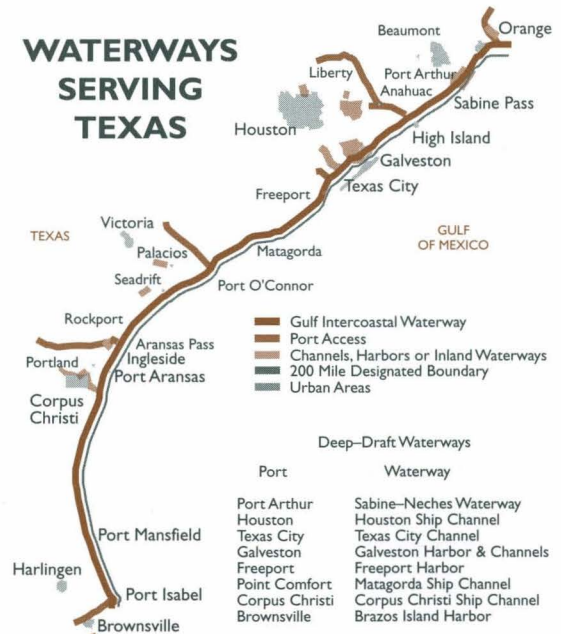 WATERWAYS
SERVING
TEXAS
Beaumont
Orange
Liberty
Port Arthur
Anahuac
Sabine Pass
Houston
High Island
Galveston
Texas City
Freeport
Victoria
TEXAS
GULF
OF MEXICO
Palacios
Matagorda
Seadrift
Port O'Connor
Rockport
Aransas Pass
Ingleside
Portland
Port Aransas
Corpus
Christi
Gulf Intercoastal Waterway
Port Access
Channels, Harbors or Inland Waterways
200 Mile Designated Boundary
Urban Areas
Deep–Draft Waterways
Port Waterway
Port Arthur Sabine–Neches Waterway
Houston Houston Ship Channel
Texas City Texas City Channel
Galveston Galveston Harbor & Channels
Freeport Freeport Harbor
Point Comfort Matagorda Ship Channel
Corpus Christi Corpus Christi Ship Channel
Brownsville Brazos Island Harbor
Port Mansfield
Harlingen
Port Isabel
Brownsville